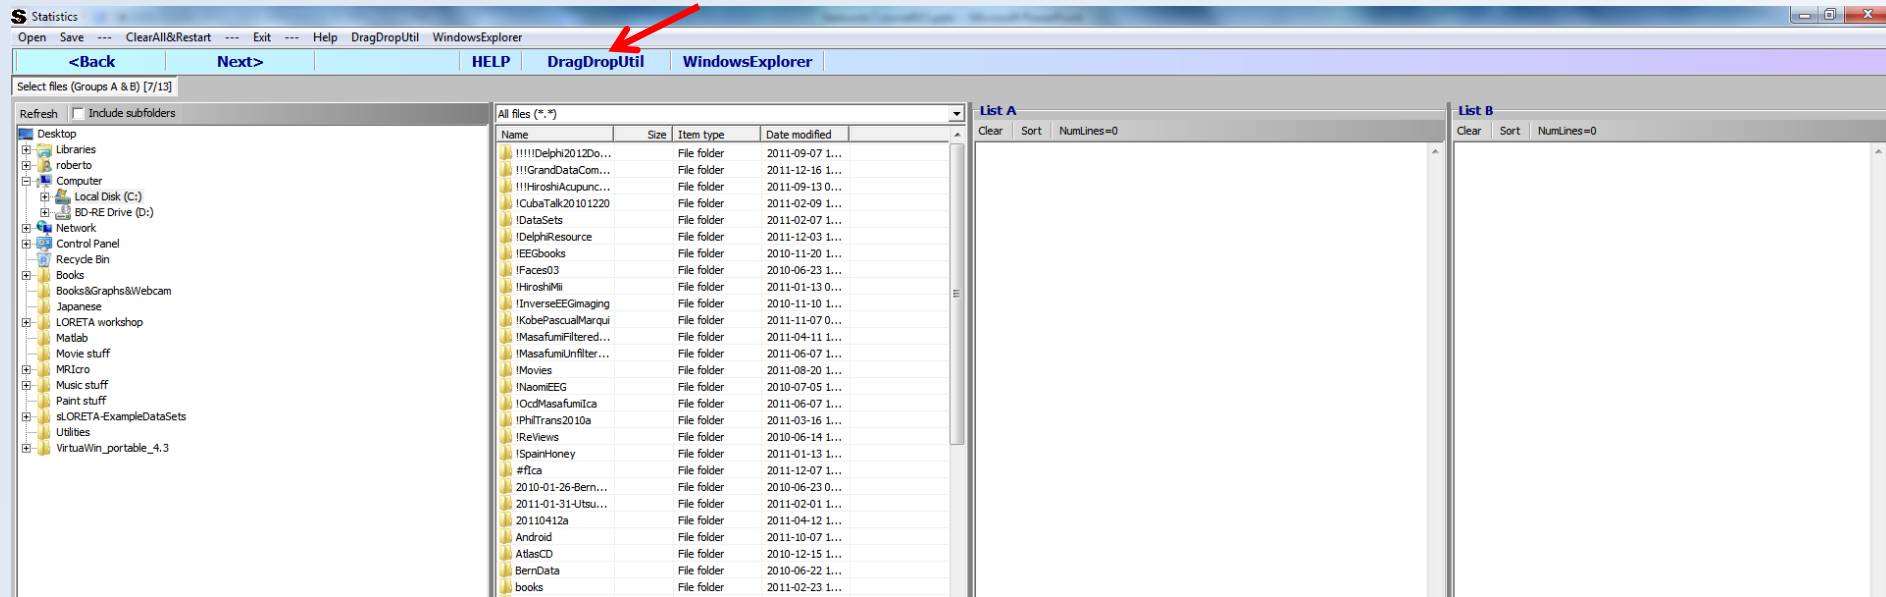 Statistics
Open Save --- ClearAll&Restart --- Exit --- Help DragDropUtil WindowsExplorer
<Back Next> HELP DragDropUtil WindowsExplorer
Select files (Groups A & B) [7/13]
Refresh Include subfolders
Desktop
Libraries
roberto
Computer
Local Disk (C:)
BD-RE Drive (D:)
Network
Control Panel
Recycle Bin
Books
Books&Graphs&Webcam
Japanese
LORETA workshop
Matlab
Movie stuff
MRIcro
Music stuff
Paint stuff
sLORETA-ExampleDataSets
Utilities
VirtuaWin_portable_4.3
All files (*.*)
Name Size Item type Date modified
!!!!!Delphi2012Do... File folder 2011-09-07 1...
!!!GrandDataCom... File folder 2011-12-16 1...
!!!HiroshiAcupunc... File folder 2011-09-13 0...
!CubaTalk20101220 File folder 2011-02-09 1...
!DataSets File folder 2011-02-07 1...
!DelphiResource File folder 2011-12-03 1...
!EEGbooks File folder 2010-11-20 1...
!Faces03 File folder 2010-06-23 1...
!HiroshiMii File folder 2011-01-13 0...
!InverseEEGimaging File folder 2010-11-10 1...
!KobePascualMarqui File folder 2011-11-07 0...
!MasafumiFiltered... File folder 2011-04-11 1...
!MasafumiUnfilter... File folder 2011-06-07 1...
!Movies File folder 2011-08-20 1...
!NaomiEEG File folder 2010-07-05 1...
!OcdMasafumiIca File folder 2011-06-07 1...
!PhilTrans2010a File folder 2011-03-16 1...
!ReViews File folder 2010-06-14 1...
!SpainHoney File folder 2011-01-13 1...
#fIca File folder 2011-12-07 1...
2010-01-26-Bern... File folder 2010-06-23 0...
2011-01-31-Utsu... File folder 2011-02-01 1...
20110412a File folder 2011-04-12 1...
Android File folder 2011-10-07 1...
AtlasCD File folder 2010-12-15 1...
BernData File folder 2010-06-22 1...
books File folder 2011-02-23 1...
List A
Clear Sort NumLines=0
List B
Clear Sort NumLines=0